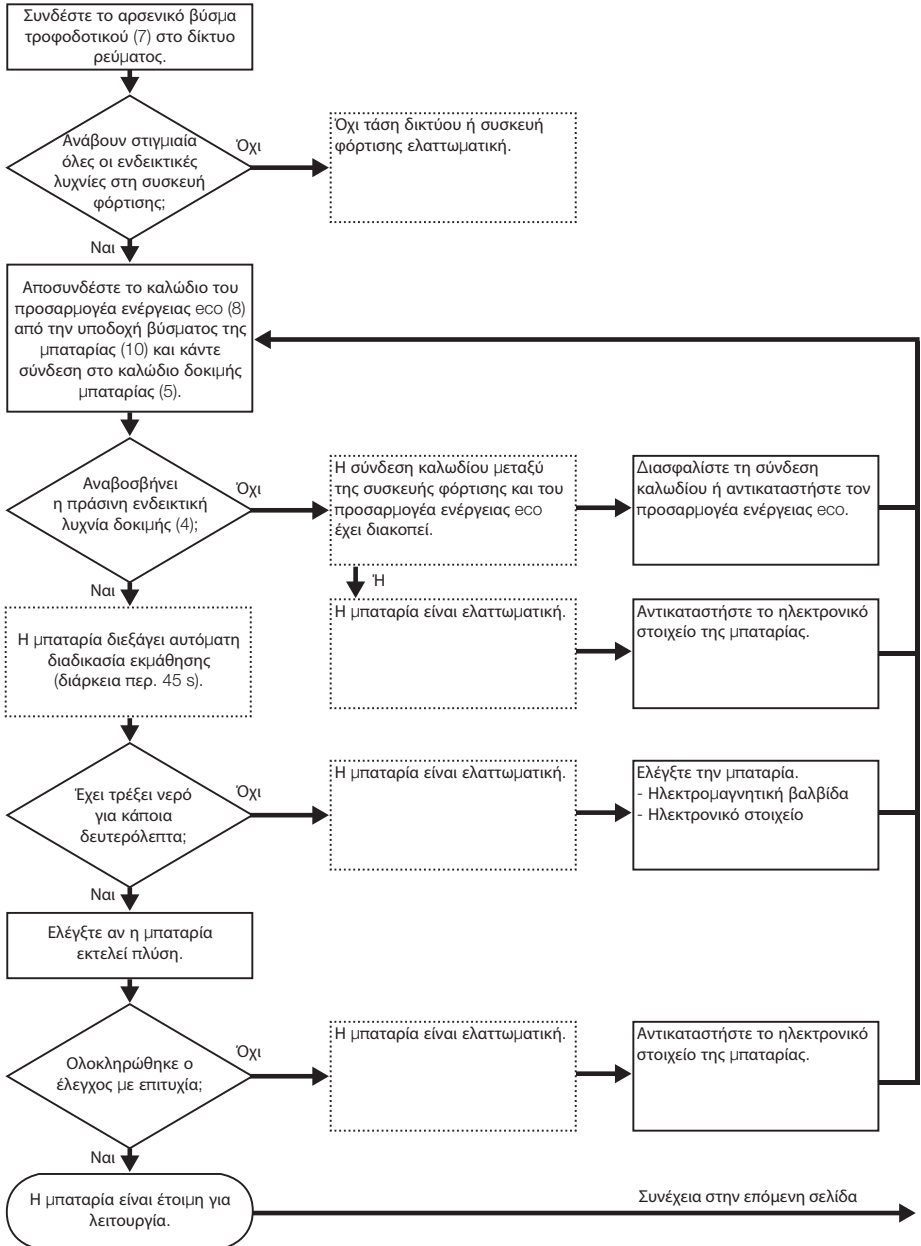 Συνδέστε το αρσενικό βύσμα
τροφοδοτικού (7) στο δίκτυο
ρεύματος.
Ανάβουν στιγμιαία
όλες οι ενδεικτικές
λυχνίες στη συσκευή
φόρτισης;
Όχι
Όχι τάση δικτύου ή συσκευή
φόρτισης ελαττωματική.
Ναι
Αποσυνδέστε το καλώδιο του
προσαρμογέα ενέργειας eco (8)
από την υποδοχή βύσματος της
μπαταρίας (10) και κάντε
σύνδεση στο καλώδιο δοκιμής
μπαταρίας (5).
Αναβοσβήνει
η πράσινη ενδεικτική
λυχνία δοκιμής (4);
Όχι
Η σύνδεση καλωδίου μεταξύ
της συσκευής φόρτισης και του
προσαρμογέα ενέργειας eco
έχει διακοπεί.
Διασφαλίστε τη σύνδεση
καλωδίου ή αντικαταστήστε τον
προσαρμογέα ενέργειας eco.
Ή
Ναι
Η μπαταρία διεξάγει αυτόματη
διαδικασία εκμάθησης
(διάρκεια περ. 45 s).
Η μπαταρία είναι ελαττωματική.
Αντικαταστήστε το ηλεκτρονικό
στοιχείο της μπαταρίας.
Έχει τρέξει νερό
για κάποια
δευτερόλεπτα;
Όχι
Η μπαταρία είναι ελαττωματική.
Ελέγξτε την μπαταρία.
- Ηλεκτρομαγνητική βαλβίδα
- Ηλεκτρονικό στοιχείο
Ναι
Ελέγξτε αν η μπαταρία
εκτελεί πλύση.
Ολοκληρώθηκε ο
έλεγχος με επιτυχία;
Όχι
Η μπαταρία είναι ελαττωματική.
Αντικαταστήστε το ηλεκτρονικό
στοιχείο της μπαταρίας.
Ναι
Η μπαταρία είναι έτοιμη για
λειτουργία.
Συνέχεια στην επόμενη σελίδα